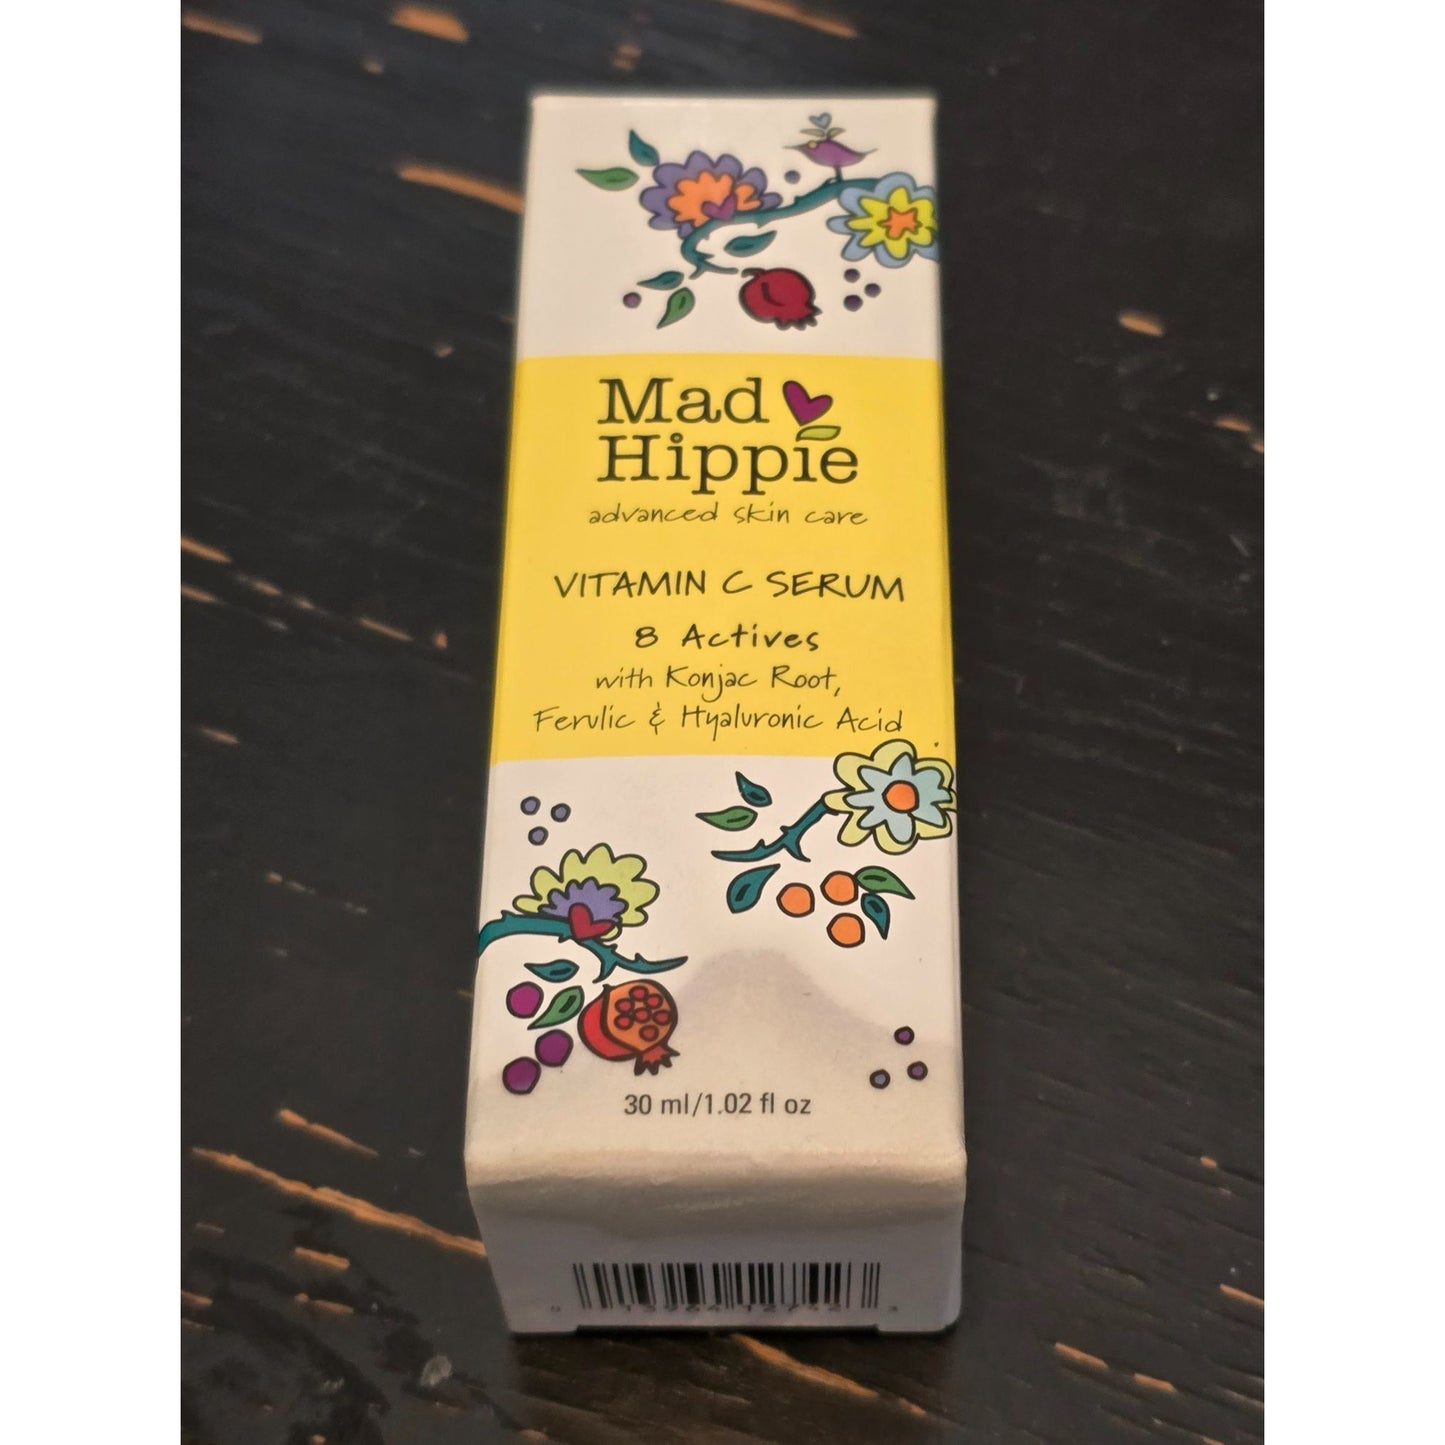 Mad
Hippie
advanced skin care
VITAMIN C SERUM
8 Actives
with Konjac Root,
Ferulic & Hyaluronic Acid
30 ml/1.02 fl oz